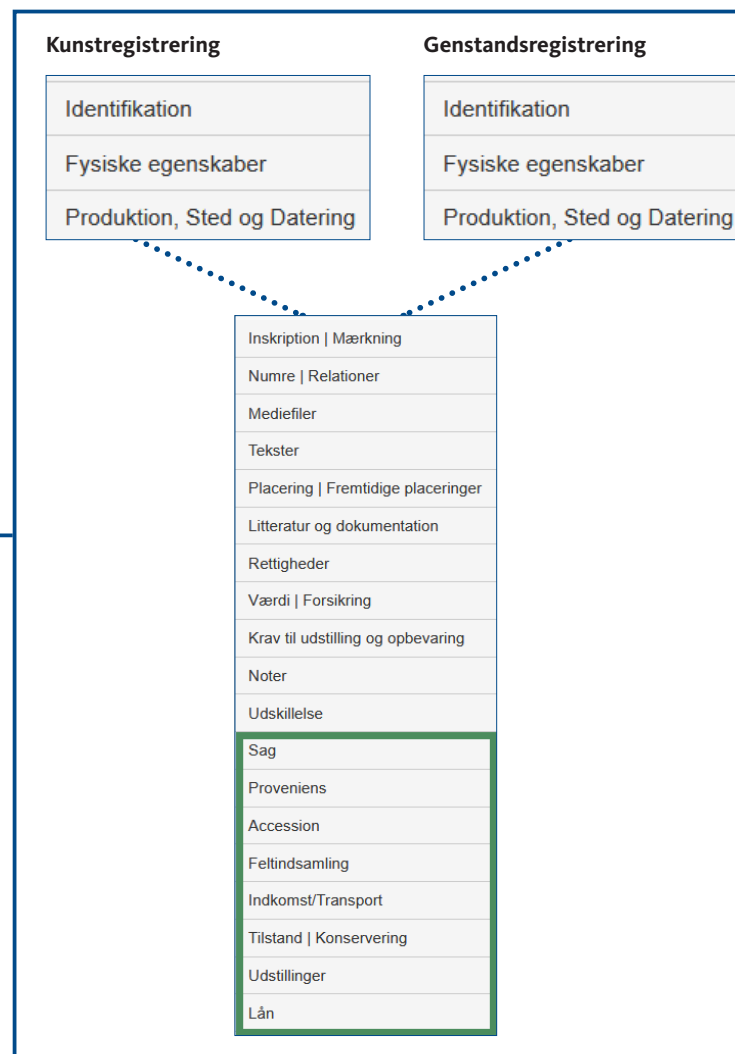 Kunstregistrering
Identifikation
Fysiske egenskaber
Produktion, Sted og Datering
Genstandsregistrering
Identifikation
Fysiske egenskaber
Produktion, Sted og Datering
Inskription | Mærkning
Numre | Relationer
Mediefiler
Tekster
Placering | Fremtidige placeringer
Litteratur og dokumentation
Rettigheder
Værdi | Forsikring
Krav til udstilling og opbevaring
Noter
Udskillelse
Sag
Proveniens
Accession
Feltindsamling
Indkomst/Transport
Tilstand | Konservering
Udstillinger
Lån